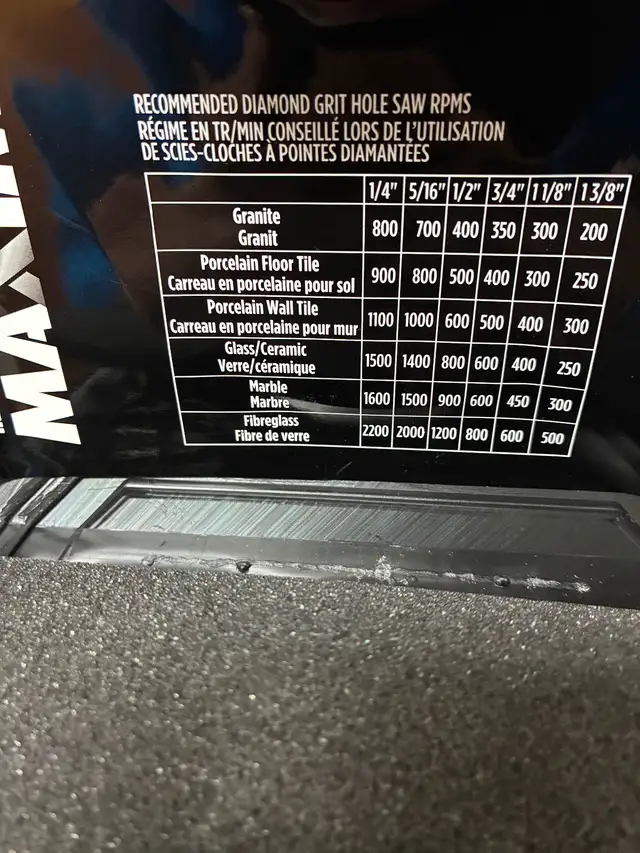 RECOMMENDED DIAMOND GRIT HOLE SAW RPMS
RÉGIME EN TR/MIN CONSEILLÉ LORS DE L'UTILISATION
DE SCIES-CLOCHES À POINTES DIAMANTÉES
1/4" 5/16" 1/2" 3/4" 1 1/8" 1 3/8"
Granite
Granit
800 700 400 350 300 200
Porcelain Floor Tile
Carreau en porcelaine pour sol
900 800 500 400 300 250
Porcelain Wall Tile
Carreau en porcelaine pour mur
1100 1000 600 500 400 300
Glass/Ceramic
Verre/céramique
1500 1400 800 600 400 250
Marble
Marbre
1600 1500 900 600 450 300
Fibreglass
Fibre de verre
2200 2000 1200 800 600 500